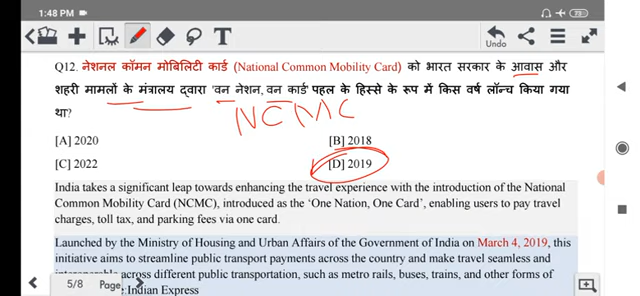 1:48 PM
73
Undo
Q12. नेशनल कॉमन मोबिलिटी कार्ड (National Common Mobility Card) को भारत सरकार के आवास और
शहरी मामलों के मंत्रालय द्वारा 'वन नेशन, वन कार्ड' पहल के हिस्से के रूप में किस वर्ष लॉन्च किया गया
था?
NCMC
[A] 2020 [B] 2018
[C] 2022 [D] 2019
India takes a significant leap towards enhancing the travel experience with the introduction of the National
Common Mobility Card (NCMC), introduced as the 'One Nation, One Card', enabling users to pay travel
charges, toll tax, and parking fees via one card.
Launched by the Ministry of Housing and Urban Affairs of the Government of India on March 4, 2019, this
initiative aims to streamline public transport payments across the country and make travel seamless and
across different public transportation, such as metro rails, buses, trains, and other forms of
5/8 Page Indian Express